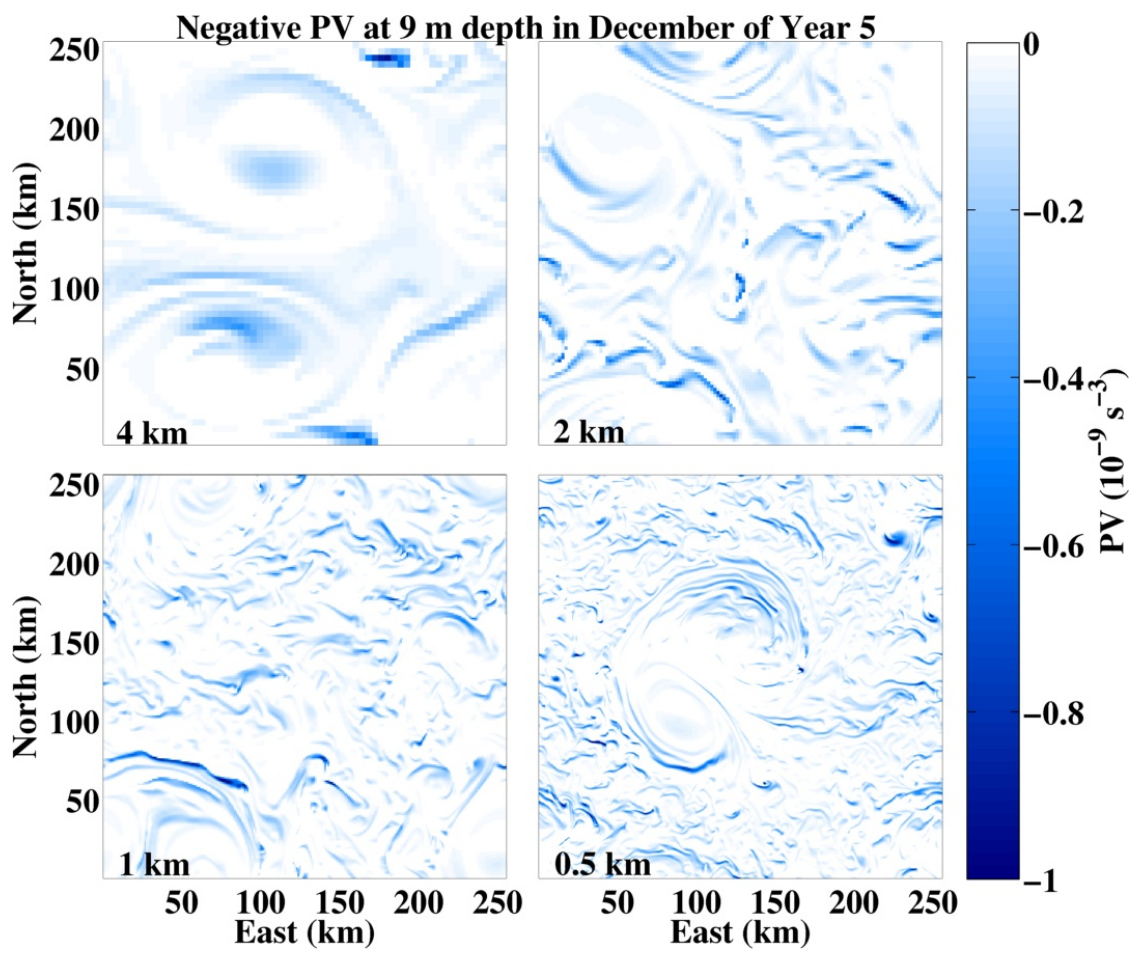 Negative PV at 9 m depth in December of Year 5
250
200
150
100
50
North (km)
4 km
2 km
250
200
150
100
50
North (km)
1 km
0.5 km
50 100 150 200 250
East (km)
50 100 150 200 250
East (km)
0
−0.2
−0.4
−0.6
−0.8
−1
PV (10⁻⁹ s⁻³)